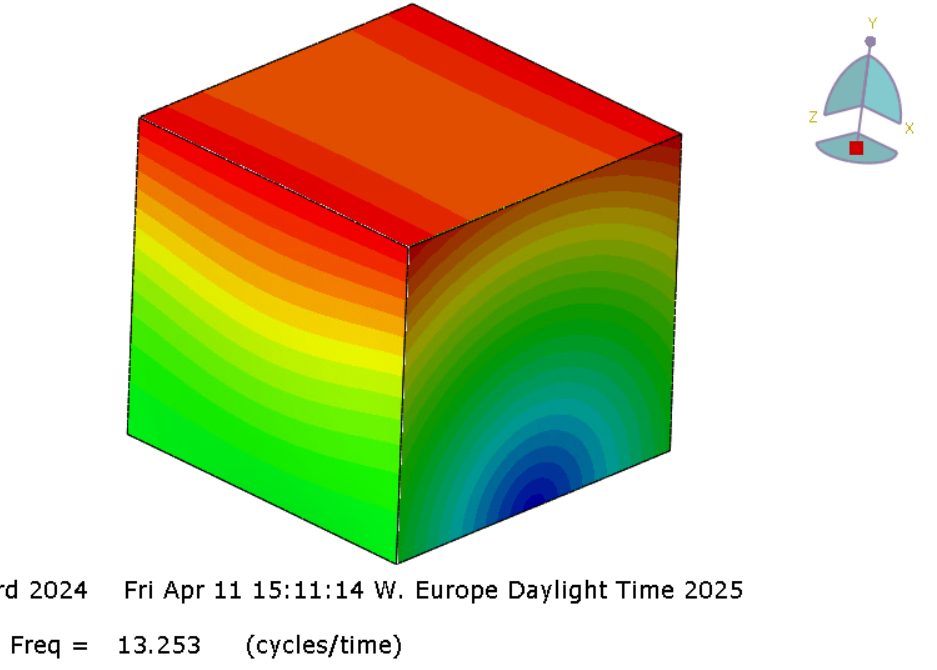 Y
Z
X
rd 2024 Fri Apr 11 15:11:14 W. Europe Daylight Time 2025
Freq = 13.253 (cycles/time)